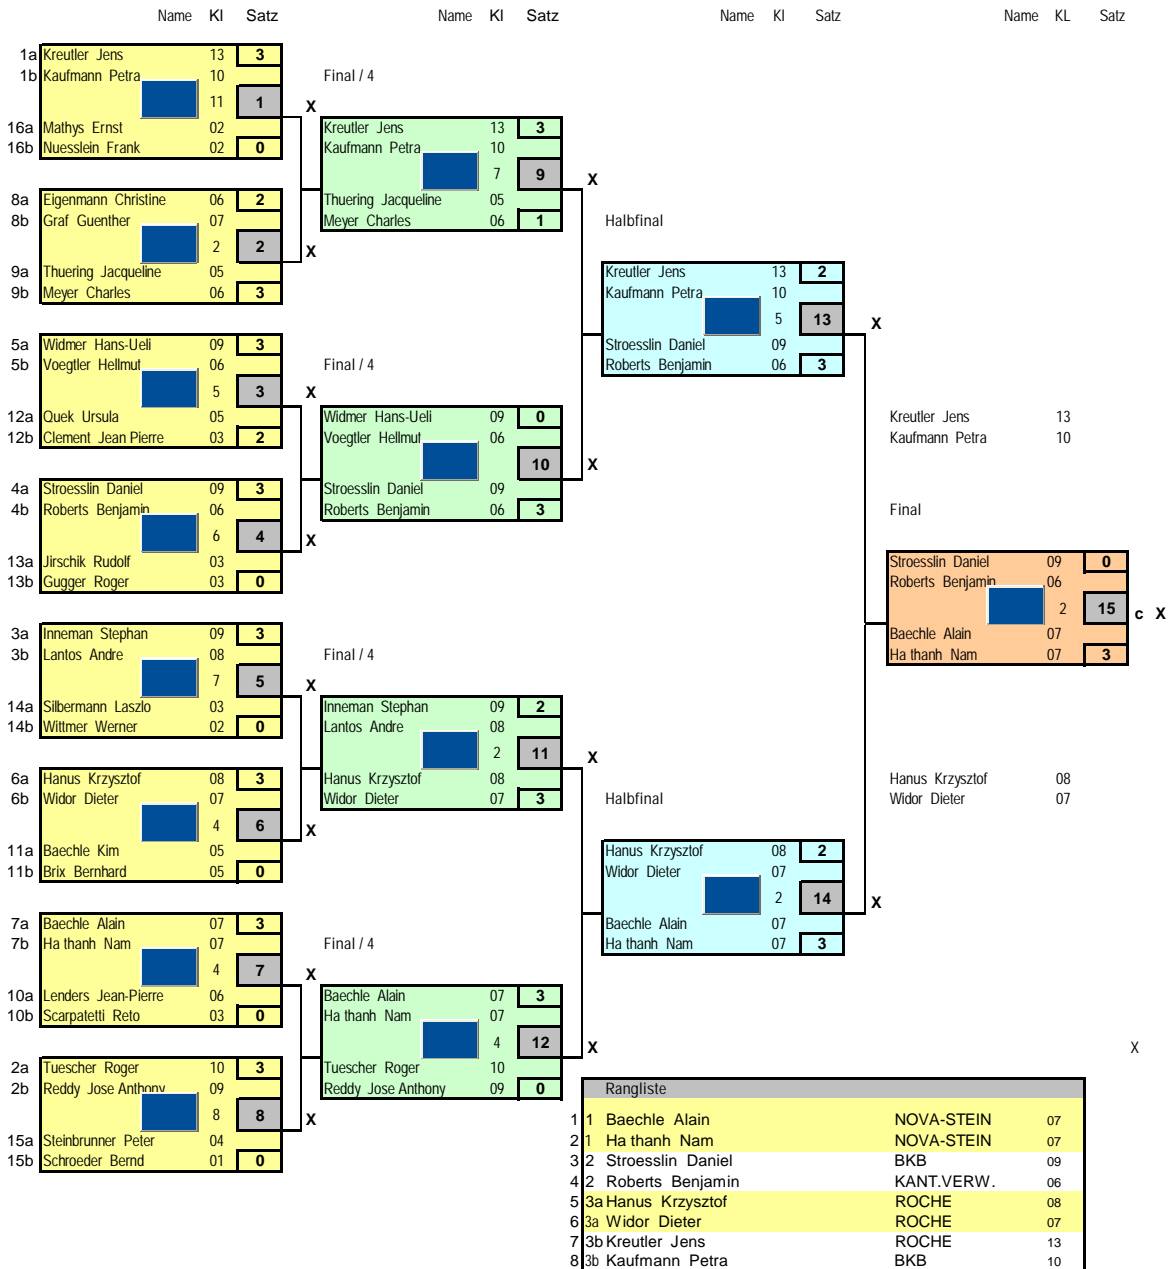 Name Kl Satz Name Kl Satz Name Kl Satz Name KL Satz
1a Kreutler Jens 13 3
1b Kaufmann Petra 10
11 1 X
16a Mathys Ernst 02
16b Nuesslein Frank 02 0
8a Eigenmann Christine 06 2
8b Graf Guenther 07
2 2 X
9a Thuering Jacqueline 05
9b Meyer Charles 06 3
5a Widmer Hans-Ueli 09 3
5b Voegtler Hellmut 06
5 3 X
12a Quek Ursula 05
12b Clement Jean Pierre 03 2
4a Stroesslin Daniel 09 3
4b Roberts Benjamin 06
6 4 X
13a Jirschik Rudolf 03
13b Gugger Roger 03 0
3a Inneman Stephan 09 3
3b Lantos Andre 08
7 5 X
14a Silbermann Laszlo 03
14b Wittmer Werner 02 0
6a Hanus Krzysztof 08 3
6b Widor Dieter 07
4 6 X
11a Baechle Kim 05
11b Brix Bernhard 05 0
7a Baechle Alain 07 3
7b Ha thanh Nam 07
4 7 X
10a Lenders Jean-Pierre 06
10b Scarpatetti Reto 03 0
2a Tuescher Roger 10 3
2b Reddy Jose Anthony 09
8 8 X
15a Steinbrunner Peter 04
15b Schroeder Bernd 01 0
Final / 4
Kreutler Jens 13 3
Kaufmann Petra 10
7 9 X
Thuering Jacqueline 05
Meyer Charles 06 1
Final / 4
Widmer Hans-Ueli 09 0
Voegtler Hellmut 06
10 X
Stroesslin Daniel 09
Roberts Benjamin 06 3
Final / 4
Inneman Stephan 09 2
Lantos Andre 08
2 11 X
Hanus Krzysztof 08
Widor Dieter 07 3
Final / 4
Baechle Alain 07 3
Ha thanh Nam 07
4 12 X
Tuescher Roger 10
Reddy Jose Anthony 09 0
Halbfinal
Kreutler Jens 13 2
Kaufmann Petra 10
5 13 X
Stroesslin Daniel 09
Roberts Benjamin 06 3
Halbfinal
Hanus Krzysztof 08 2
Widor Dieter 07
2 14 X
Baechle Alain 07
Ha thanh Nam 07 3
Kreutler Jens 13
Kaufmann Petra 10
Final
Stroesslin Daniel 09 0
Roberts Benjamin 06
2 15 c X
Baechle Alain 07
Ha thanh Nam 07 3
Hanus Krzysztof 08
Widor Dieter 07
X
Rangliste
1 1 Baechle Alain NOVA-STEIN 07
2 1 Ha thanh Nam NOVA-STEIN 07
3 2 Stroesslin Daniel BKB 09
4 2 Roberts Benjamin KANT.VERW. 06
5 3a Hanus Krzysztof ROCHE 08
6 3a Widor Dieter ROCHE 07
7 3b Kreutler Jens ROCHE 13
8 3b Kaufmann Petra BKB 10